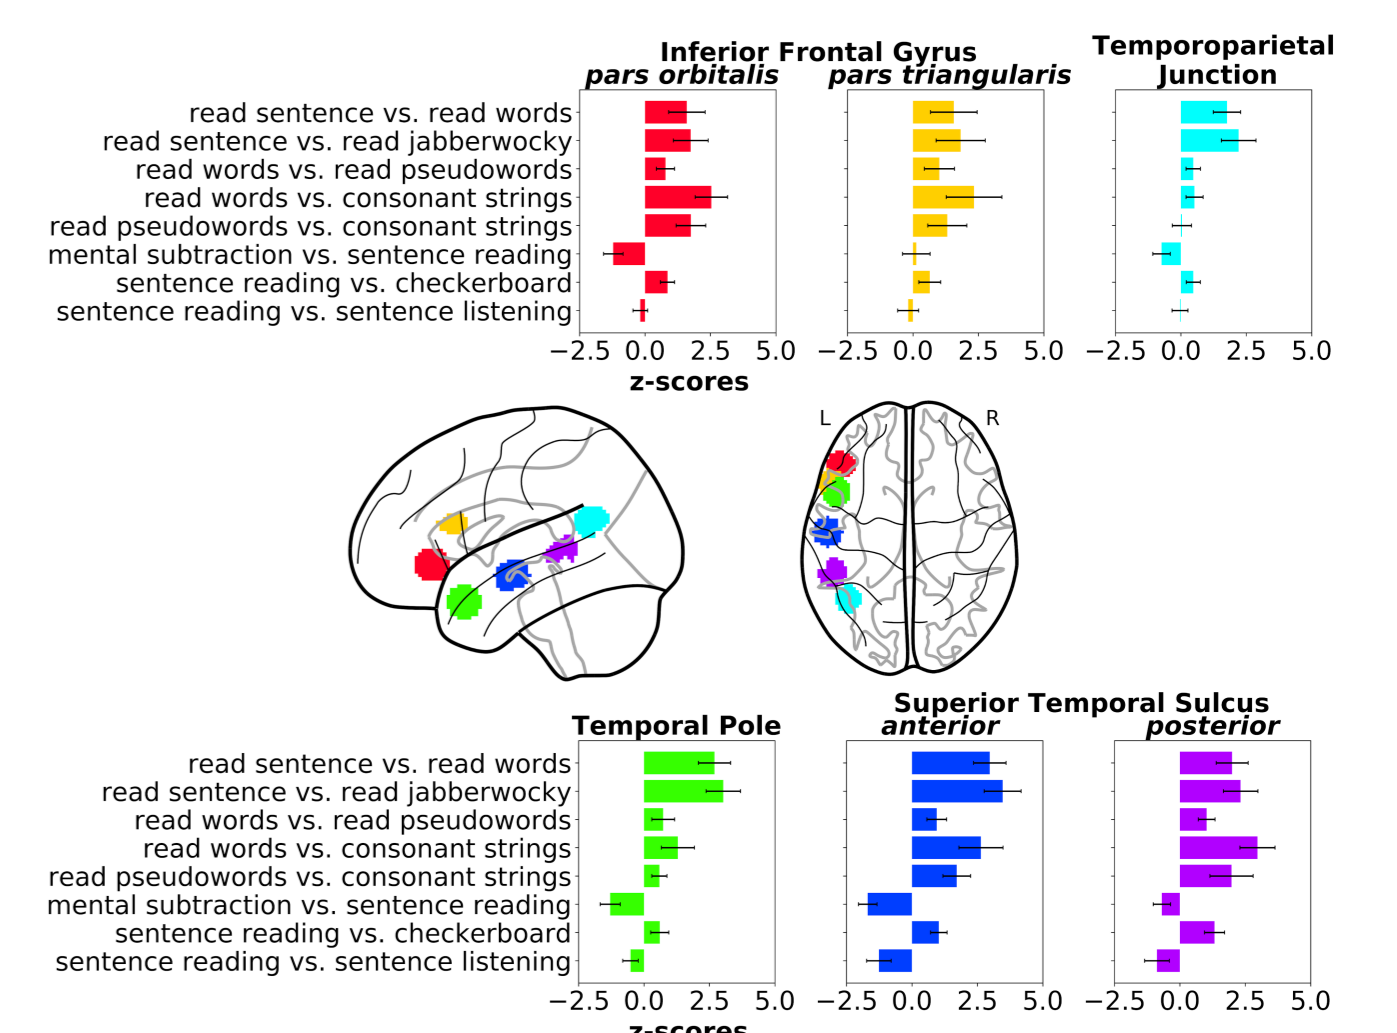 Inferior Frontal Gyrus
pars orbitalis
pars triangularis
Temporoparietal
Junction
read sentence vs. read words
read sentence vs. read jabberwocky
read words vs. read pseudowords
read words vs. consonant strings
read pseudowords vs. consonant strings
mental subtraction vs. sentence reading
sentence reading vs. checkerboard
sentence reading vs. sentence listening
−2.5 0.0 2.5 5.0
−2.5 0.0 2.5 5.0
−2.5 0.0 2.5 5.0
z-scores
L
R
Temporal Pole
Superior Temporal Sulcus
anterior
posterior
read sentence vs. read words
read sentence vs. read jabberwocky
read words vs. read pseudowords
read words vs. consonant strings
read pseudowords vs. consonant strings
mental subtraction vs. sentence reading
sentence reading vs. checkerboard
sentence reading vs. sentence listening
−2.5 0.0 2.5 5.0
−2.5 0.0 2.5 5.0
−2.5 0.0 2.5 5.0
z-scores